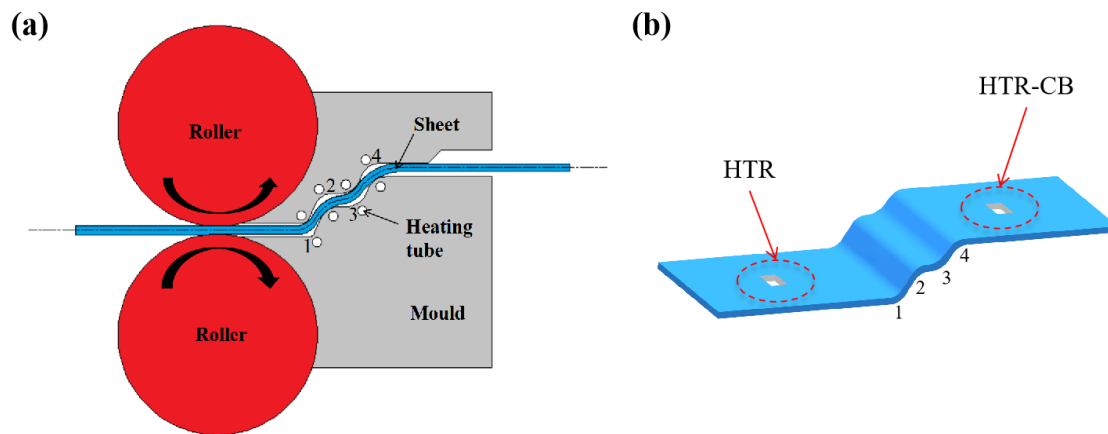 (a)
Roller
Sheet
4
2
3
1
Heating
tube
Mould
Roller
(b)
HTR-CB
HTR
4
3
2
1